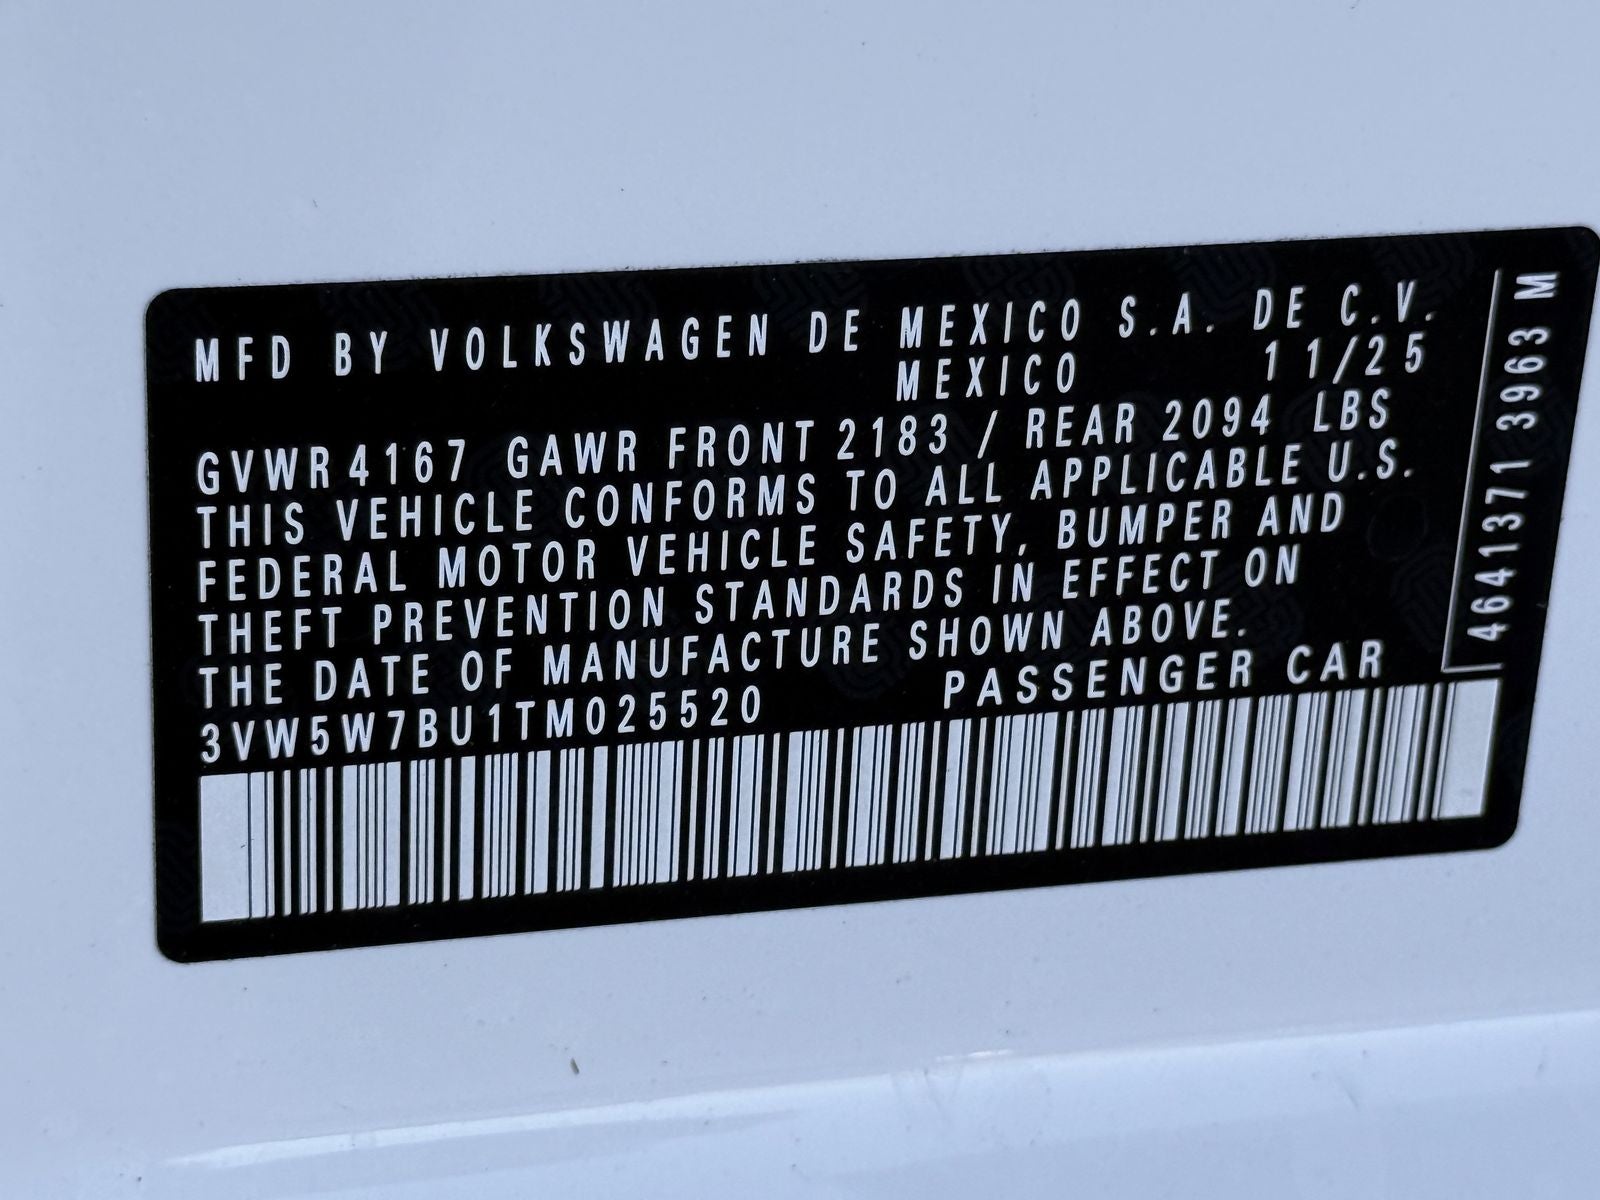 MFD BY VOLKSWAGEN DE MEXICO S.A. DE C.V.
MEXICO 11/25
GVWR 4167 GAWR FRONT 2183 / REAR 2094 LBS
THIS VEHICLE CONFORMS TO ALL APPLICABLE U.S.
FEDERAL MOTOR VEHICLE SAFETY, BUMPER AND
THEFT PREVENTION STANDARDS IN EFFECT ON
THE DATE OF MANUFACTURE SHOWN ABOVE.
3VW5W7BU1TM025520 PASSENGER CAR
4641371 3963 M